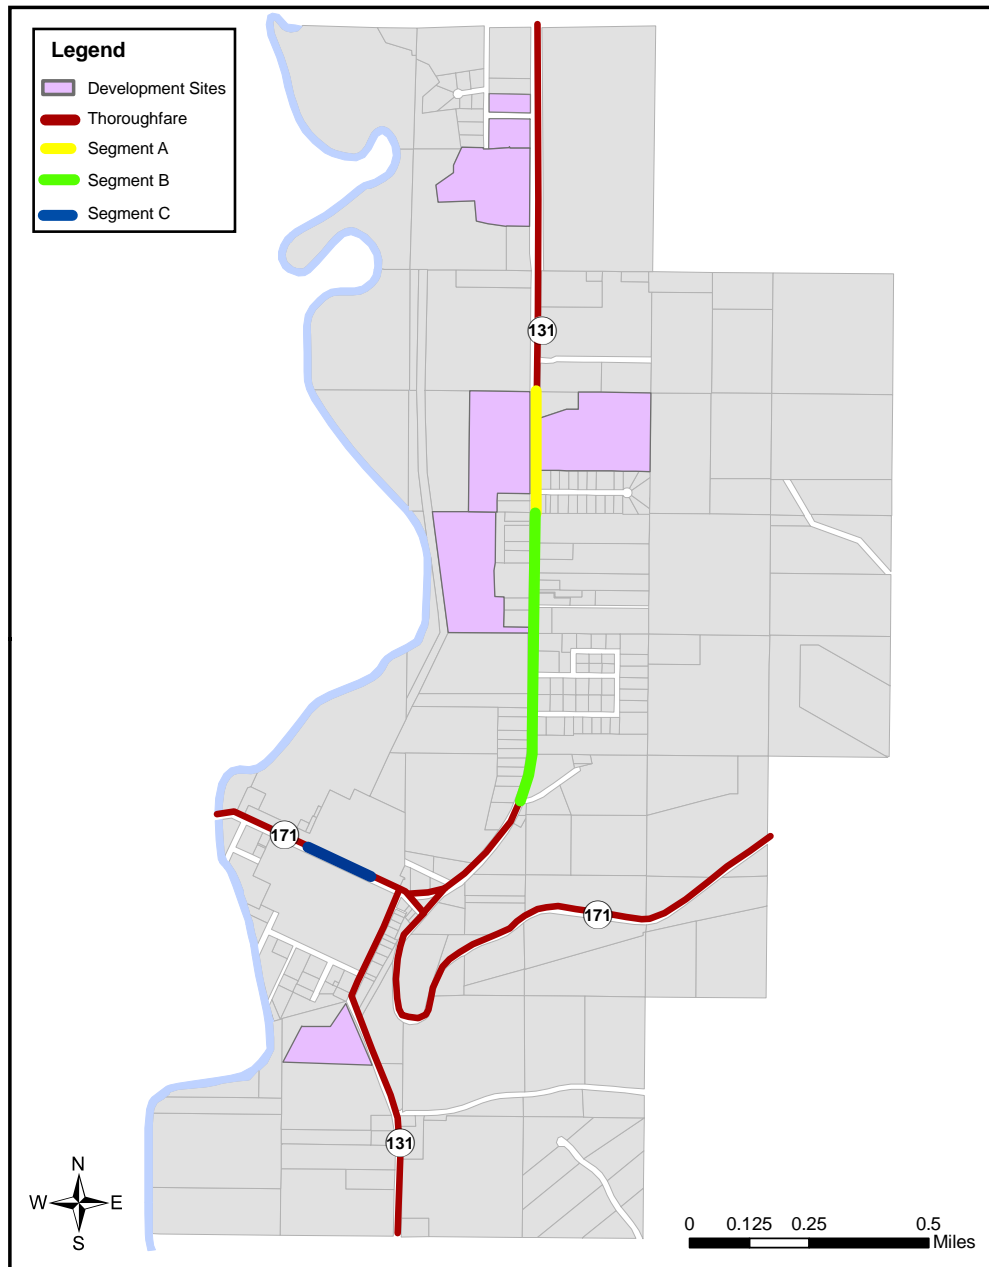 Legend
Development Sites
Thoroughfare
Segment A
Segment B
Segment C
131
171
171
131
N
W E
S
0 0.125 0.25 0.5
Miles